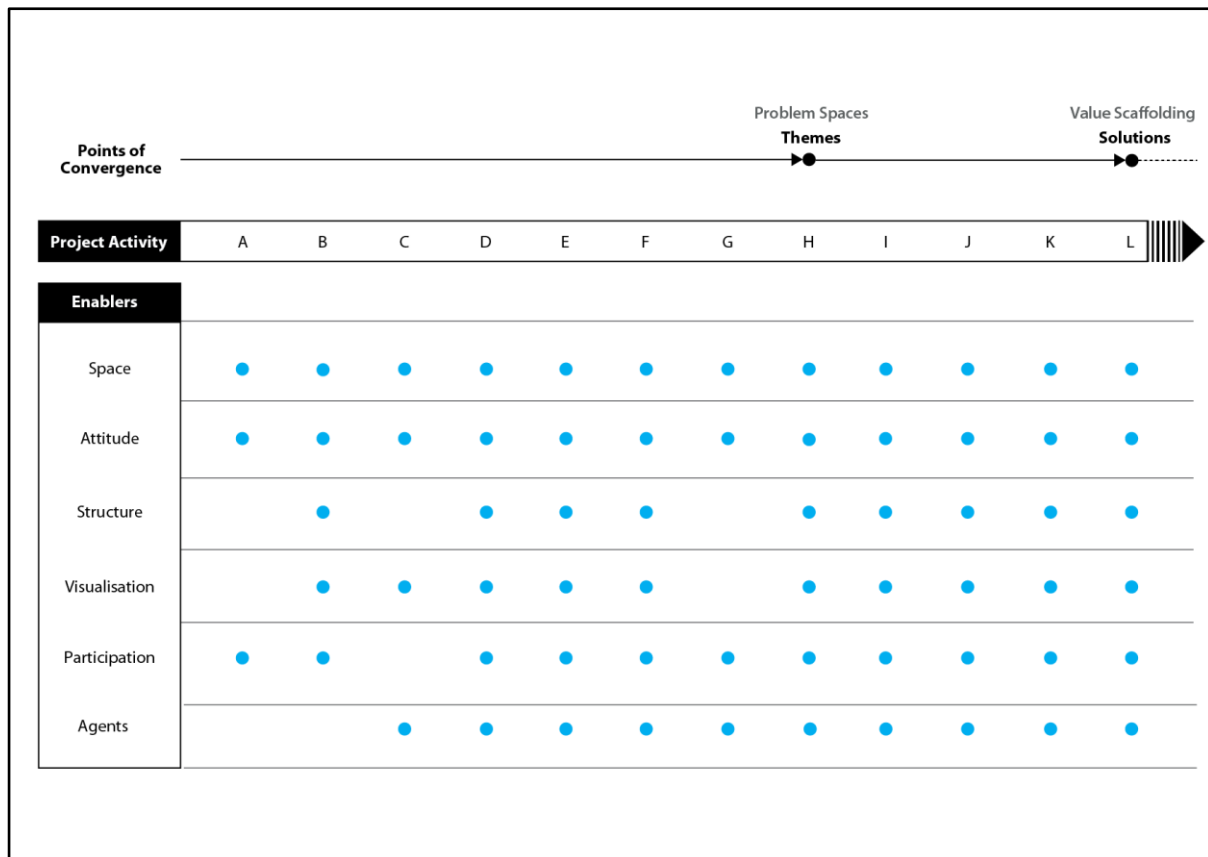 Problem Spaces
Themes
Value Scaffolding
Solutions
Points of
Convergence
Project Activity A B C D E F G H I J K L
Enablers
Space
Attitude
Structure
Visualisation
Participation
Agents